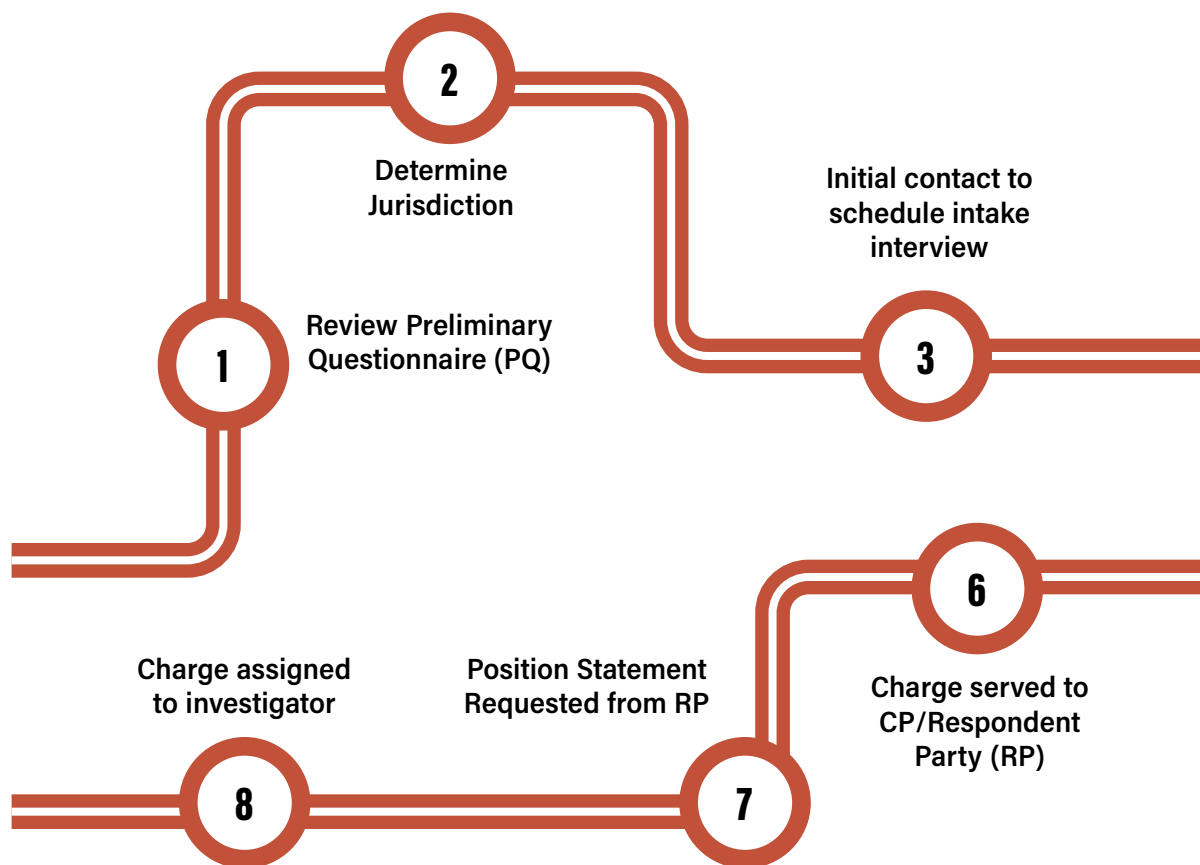 1
Review Preliminary
Questionnaire (PQ)
2
Determine
Jurisdiction
Initial contact to
schedule intake
interview
3
6
Charge served to
CP/Respondent
Party (RP)
Position Statement
Requested from RP
7
Charge assigned
to investigator
8